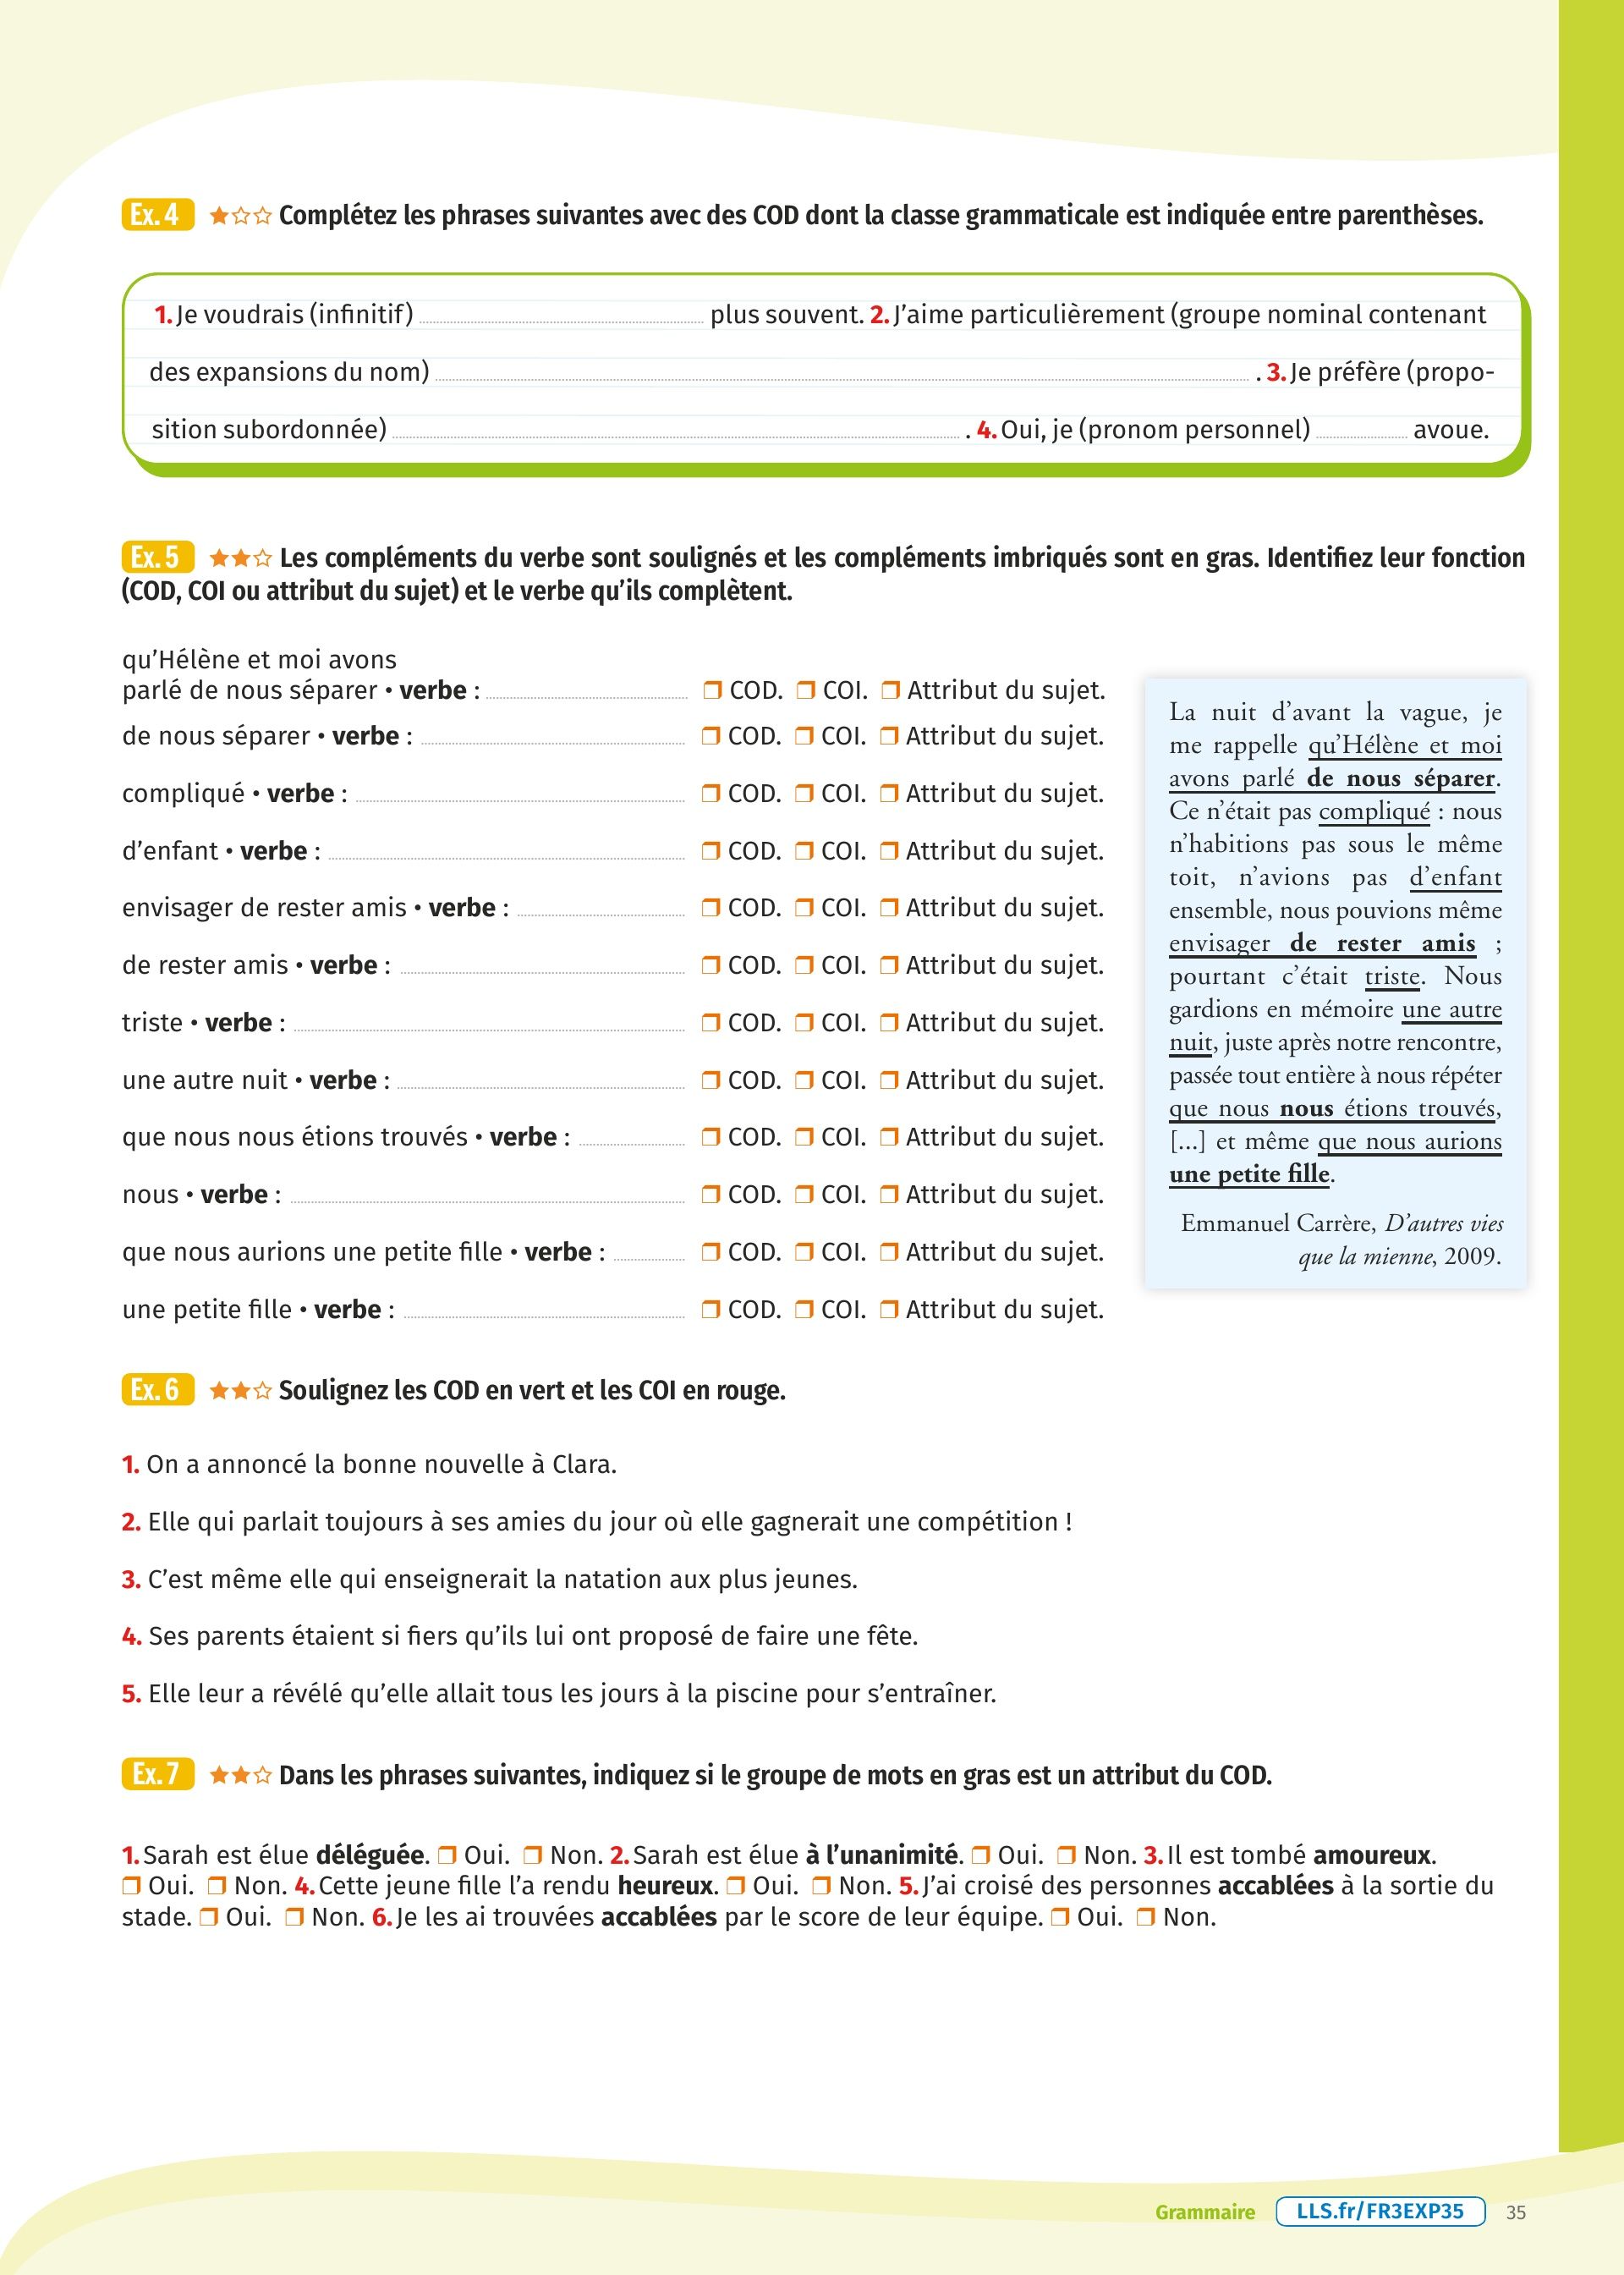 Ex. 4 ★☆☆ Complétez les phrases suivantes avec des COD dont la classe grammaticale est indiquée entre parenthèses.
1. Je voudrais (infinitif) ........ plus souvent. 2. J'aime particulièrement (groupe nominal contenant
des expansions du nom) ........ . 3. Je préfère (propo-
sition subordonnée) ........ . 4. Oui, je (pronom personnel) ........ avoue.
Ex. 5 ★★☆ Les compléments du verbe sont soulignés et les compléments imbriqués sont en gras. Identifiez leur fonction
(COD, COI ou attribut du sujet) et le verbe qu'ils complètent.
qu'Hélène et moi avons
parlé de nous séparer • verbe : ........ ❒ COD. ❒ COI. ❒ Attribut du sujet.
de nous séparer • verbe : ........ ❒ COD. ❒ COI. ❒ Attribut du sujet.
compliqué • verbe : ........ ❒ COD. ❒ COI. ❒ Attribut du sujet.
d'enfant • verbe : ........ ❒ COD. ❒ COI. ❒ Attribut du sujet.
envisager de rester amis • verbe : ........ ❒ COD. ❒ COI. ❒ Attribut du sujet.
de rester amis • verbe : ........ ❒ COD. ❒ COI. ❒ Attribut du sujet.
triste • verbe : ........ ❒ COD. ❒ COI. ❒ Attribut du sujet.
une autre nuit • verbe : ........ ❒ COD. ❒ COI. ❒ Attribut du sujet.
que nous nous étions trouvés • verbe : ........ ❒ COD. ❒ COI. ❒ Attribut du sujet.
nous • verbe : ........ ❒ COD. ❒ COI. ❒ Attribut du sujet.
que nous aurions une petite fille • verbe : ........ ❒ COD. ❒ COI. ❒ Attribut du sujet.
une petite fille • verbe : ........ ❒ COD. ❒ COI. ❒ Attribut du sujet.
La nuit d'avant la vague, je
me rappelle qu'Hélène et moi
avons parlé de nous séparer.
Ce n'était pas compliqué : nous
n'habitions pas sous le même
toit, n'avions pas d'enfant
ensemble, nous pouvions même
envisager de rester amis ;
pourtant c'était triste. Nous
gardions en mémoire une autre
nuit, juste après notre rencontre,
passée tout entière à nous répéter
que nous nous étions trouvés,
[...] et même que nous aurions
une petite fille.
Emmanuel Carrère, D'autres vies
que la mienne, 2009.
Ex. 6 ★★☆ Soulignez les COD en vert et les COI en rouge.
1. On a annoncé la bonne nouvelle à Clara.
2. Elle qui parlait toujours à ses amies du jour où elle gagnerait une compétition !
3. C'est même elle qui enseignerait la natation aux plus jeunes.
4. Ses parents étaient si fiers qu'ils lui ont proposé de faire une fête.
5. Elle leur a révélé qu'elle allait tous les jours à la piscine pour s'entraîner.
Ex. 7 ★★☆ Dans les phrases suivantes, indiquez si le groupe de mots en gras est un attribut du COD.
1. Sarah est élue déléguée. ❒ Oui. ❒ Non. 2. Sarah est élue à l'unanimité. ❒ Oui. ❒ Non. 3. Il est tombé amoureux.
❒ Oui. ❒ Non. 4. Cette jeune fille l'a rendu heureux. ❒ Oui. ❒ Non. 5. J'ai croisé des personnes accablées à la sortie du
stade. ❒ Oui. ❒ Non. 6. Je les ai trouvées accablées par le score de leur équipe. ❒ Oui. ❒ Non.
Grammaire LLS.fr/FR3EXP35 35